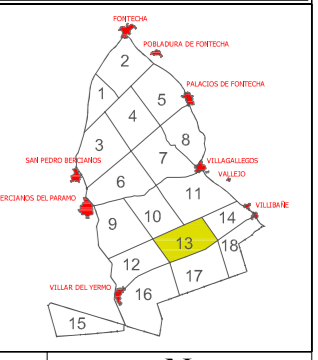 FONTECHA
POBLADURA DE FONTECHA
2
PALACIOS DE FONTECHA
1
5
4
3
8
7
SAN PEDRO BERCIANOS
VILLAGALLEGOS
VALLEJO
6
11
ERCIANOS DEL PARAMO
VILLIBAÑE
10
14
9
13
18
12
17
VILLAR DEL YERMO
16
15